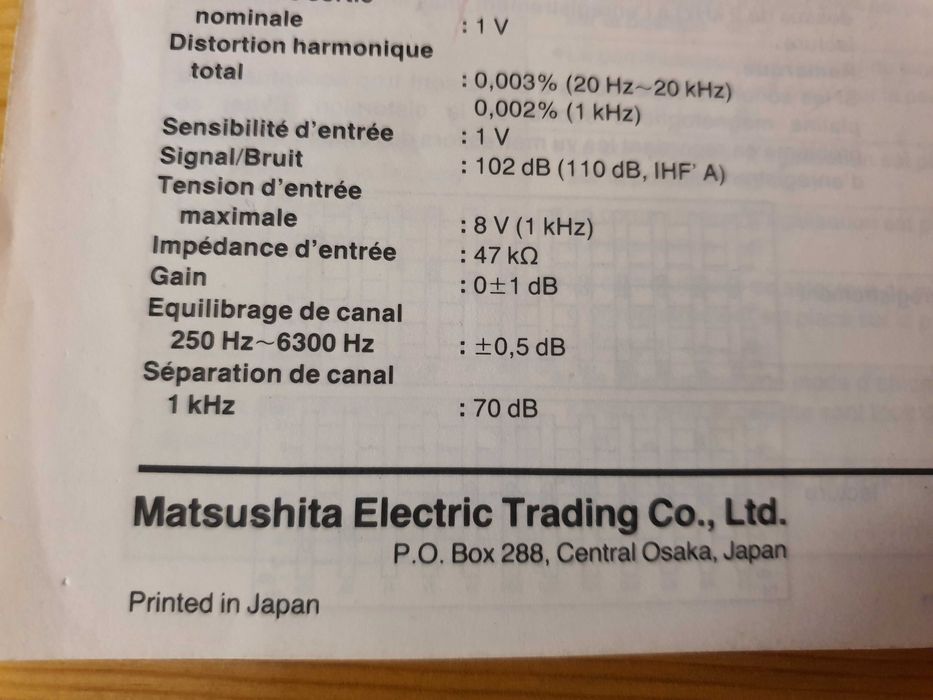 nominale : 1 V
Distortion harmonique
total : 0,003% (20 Hz~20 kHz)
0,002% (1 kHz)
Sensibilité d'entrée : 1 V
Signal/Bruit : 102 dB (110 dB, IHF' A)
Tension d'entrée
maximale : 8 V (1 kHz)
Impédance d'entrée : 47 kΩ
Gain : 0±1 dB
Equilibrage de canal
250 Hz~6300 Hz : ±0,5 dB
Séparation de canal
1 kHz : 70 dB
Matsushita Electric Trading Co., Ltd.
P.O. Box 288, Central Osaka, Japan
Printed in Japan